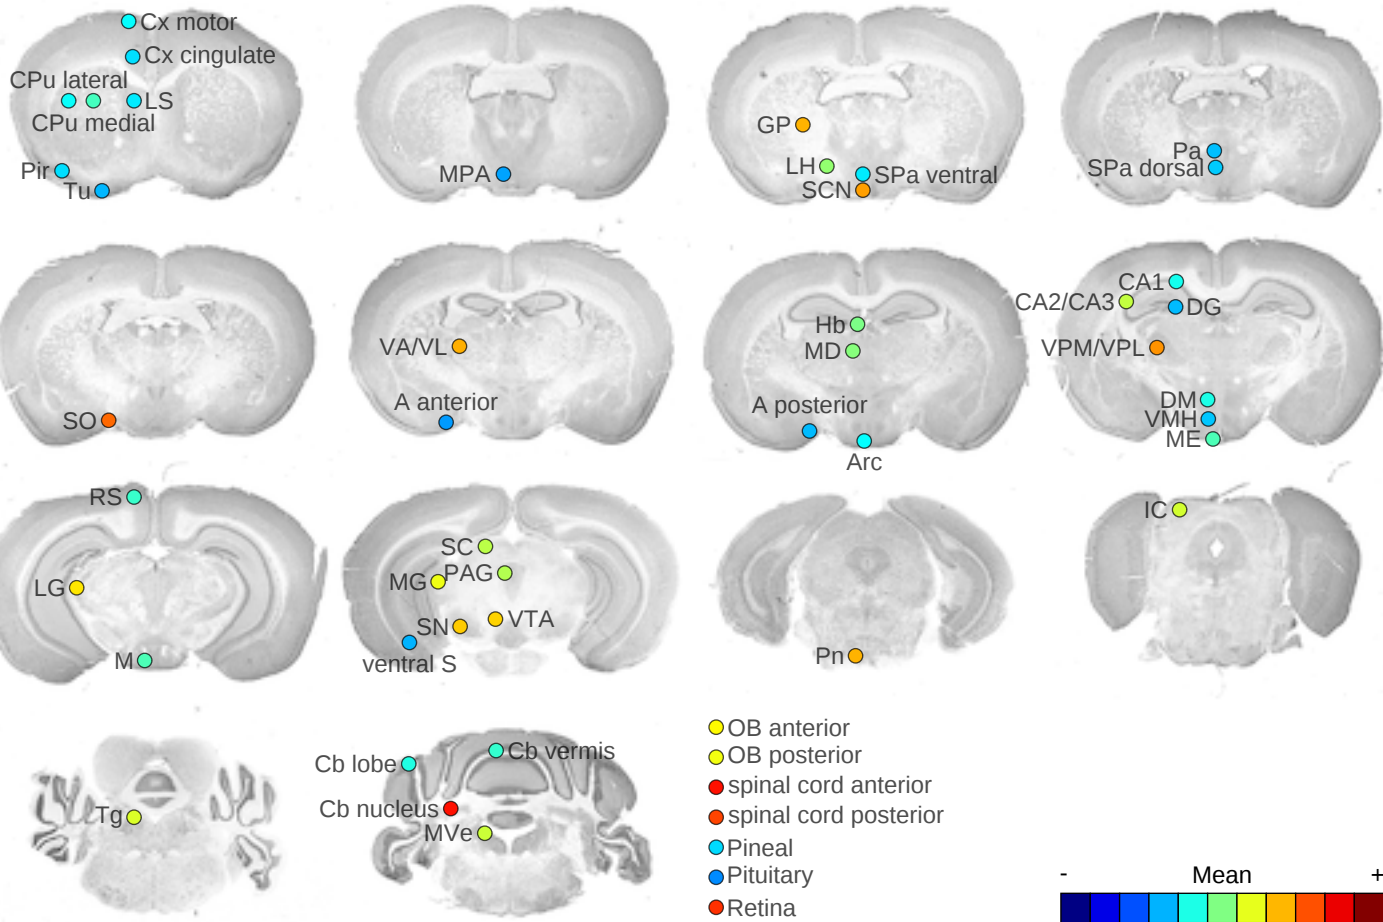 Cx motor
Cx cingulate
CPu lateral
LS
CPu medial
Pir
Tu
MPA
GP
LH
SPa ventral
SCN
Pa
SPa dorsal
SO
VA/VL
A anterior
Hb
MD
A posterior
Arc
CA1
CA2/CA3
DG
VPM/VPL
DM
VMH
ME
RS
LG
M
SC
PAG
MG
SN
VTA
ventral S
Pn
IC
Tg
Cb lobe
Cb vermis
Cb nucleus
MVe
OB anterior
OB posterior
spinal cord anterior
spinal cord posterior
Pineal
Pituitary
Retina
- Mean +